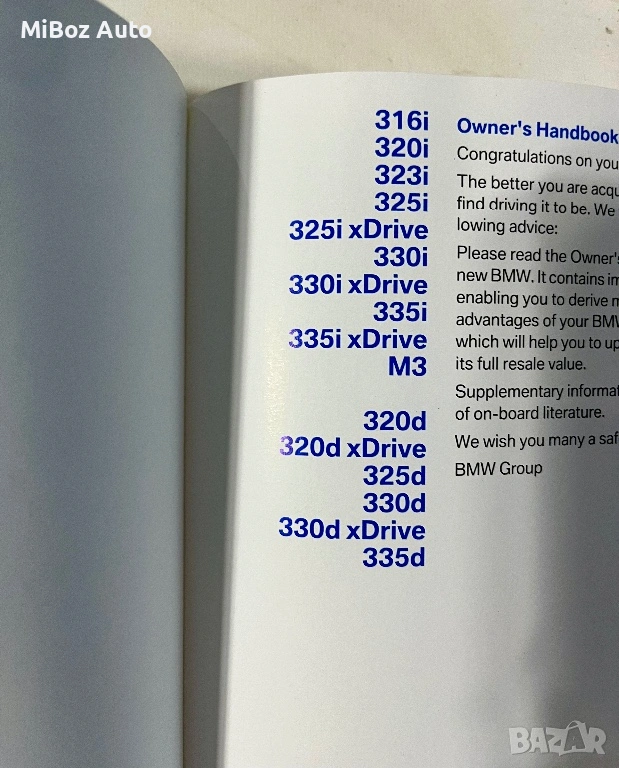 MiBoz Auto
316i
320i
323i
325i
325i xDrive
330i
330i xDrive
335i
335i xDrive
M3
320d
320d xDrive
325d
330d
330d xDrive
335d
Owner's Handbook
Congratulations on you
The better you are acqu
find driving it to be. We
lowing advice:
Please read the Owner's
new BMW. It contains im
enabling you to derive m
advantages of your BMW
which will help you to up
its full resale value.
Supplementary informat
of on-board literature.
We wish you many a saf
BMW Group
BAZAR